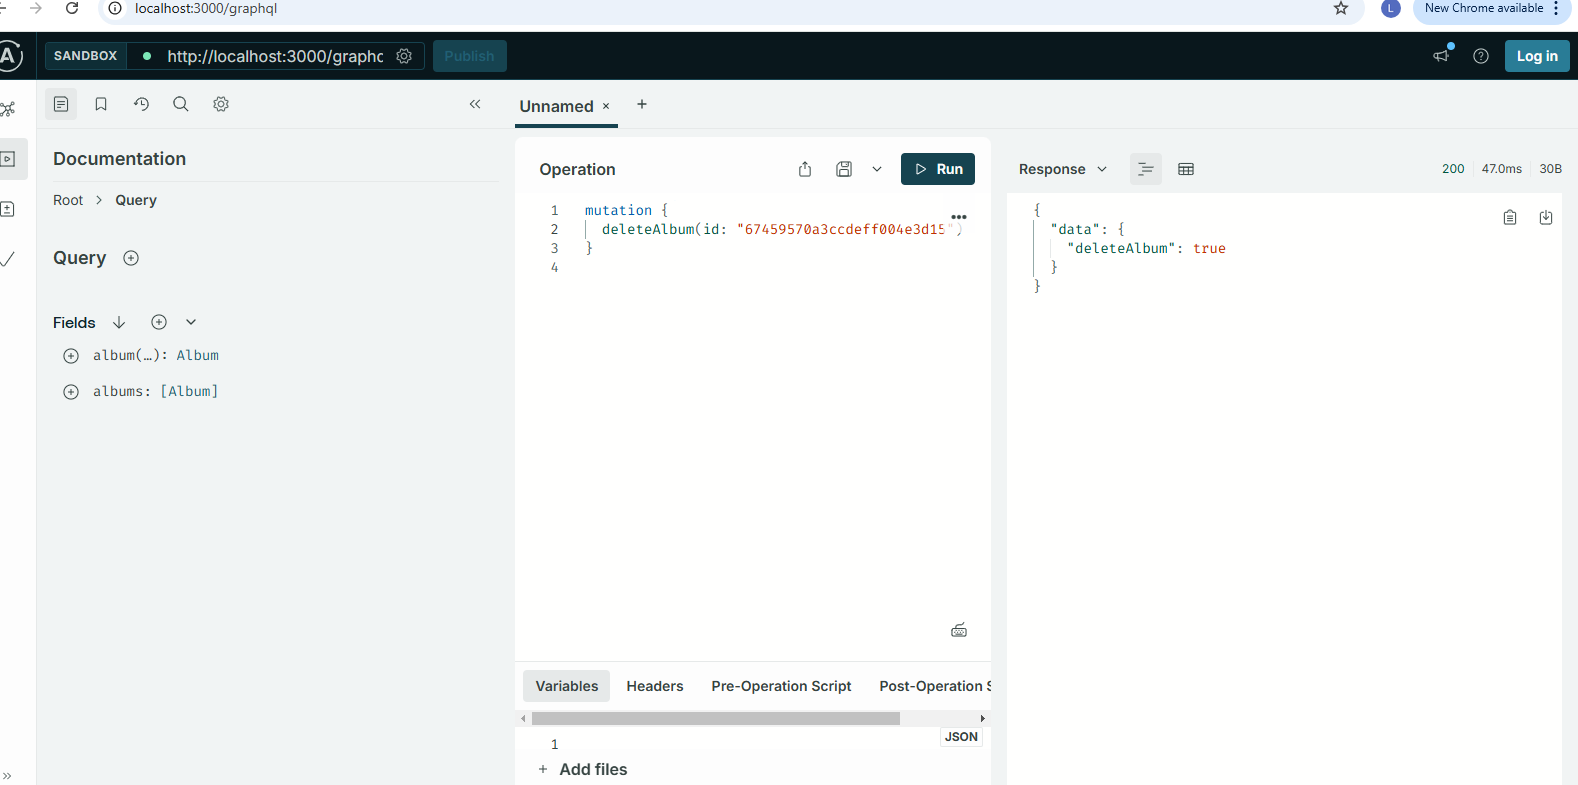 localhost:3000/graphql
L
New Chrome available
A
SANDBOX
http://localhost:3000/graphc
Publish
Log in
Unnamed × +
Documentation
Root > Query
Query
Fields
album(…): Album
albums: [Album]
Operation
Run
1 mutation {
2 deleteAlbum(id: "67459570a3ccdeff004e3d15")
3 }
4
Variables Headers Pre-Operation Script Post-Operation S
JSON
1
+ Add files
Response
200 47.0ms 30B
{
"data": {
"deleteAlbum": true
}
}